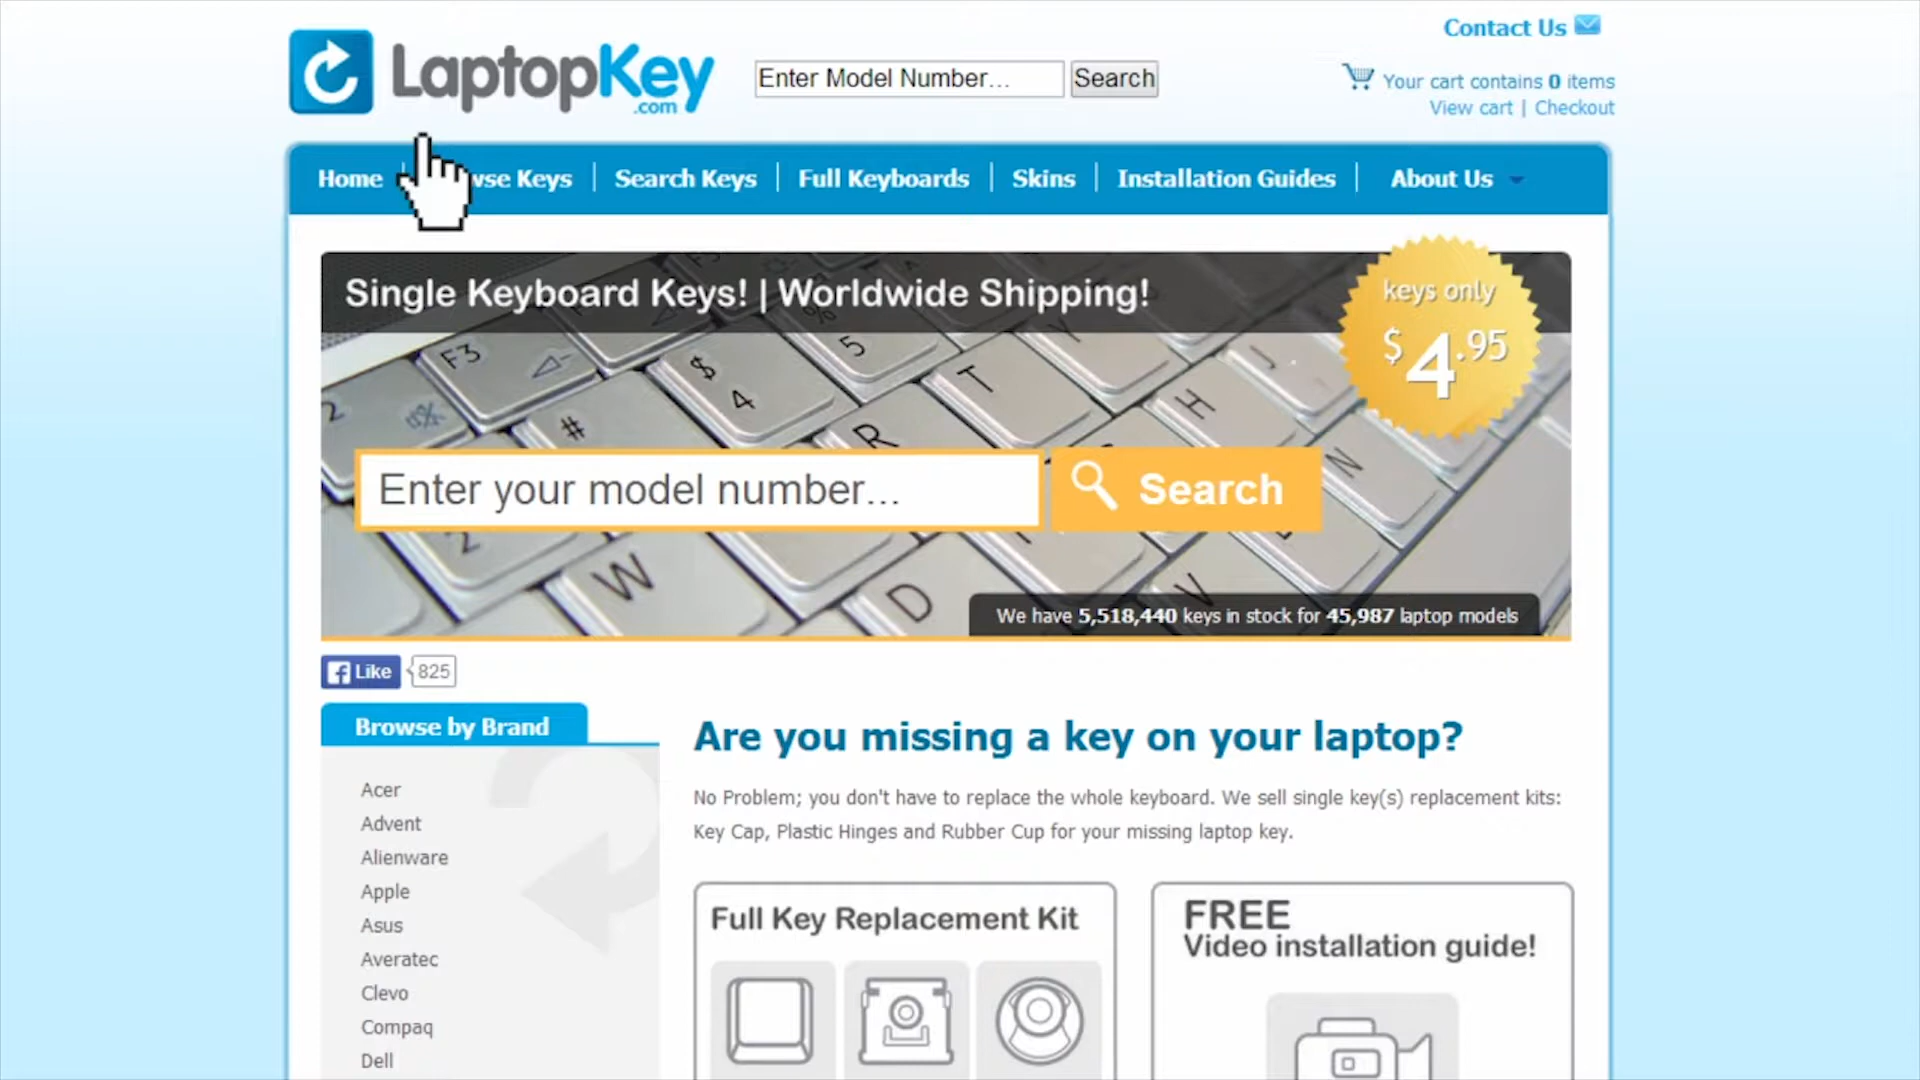 Contact Us
LaptopKey
.com
Enter Model Number...
Search
Your cart contains 0 items
View cart | Checkout
Home
wse Keys
Search Keys
Full Keyboards
Skins
Installation Guides
About Us
Single Keyboard Keys! | Worldwide Shipping!
keys only
$4.95
F3
$
4
5
%
T
2
#
R
H
N
Enter your model number...
Search
W
D
V
We have 5,518,440 keys in stock for 45,987 laptop models
Like
825
Browse by Brand
Acer
Advent
Alienware
Apple
Asus
Averatec
Clevo
Compaq
Dell
Are you missing a key on your laptop?
No Problem; you don't have to replace the whole keyboard. We sell single key(s) replacement kits:
Key Cap, Plastic Hinges and Rubber Cup for your missing laptop key.
Full Key Replacement Kit
FREE
Video installation guide!